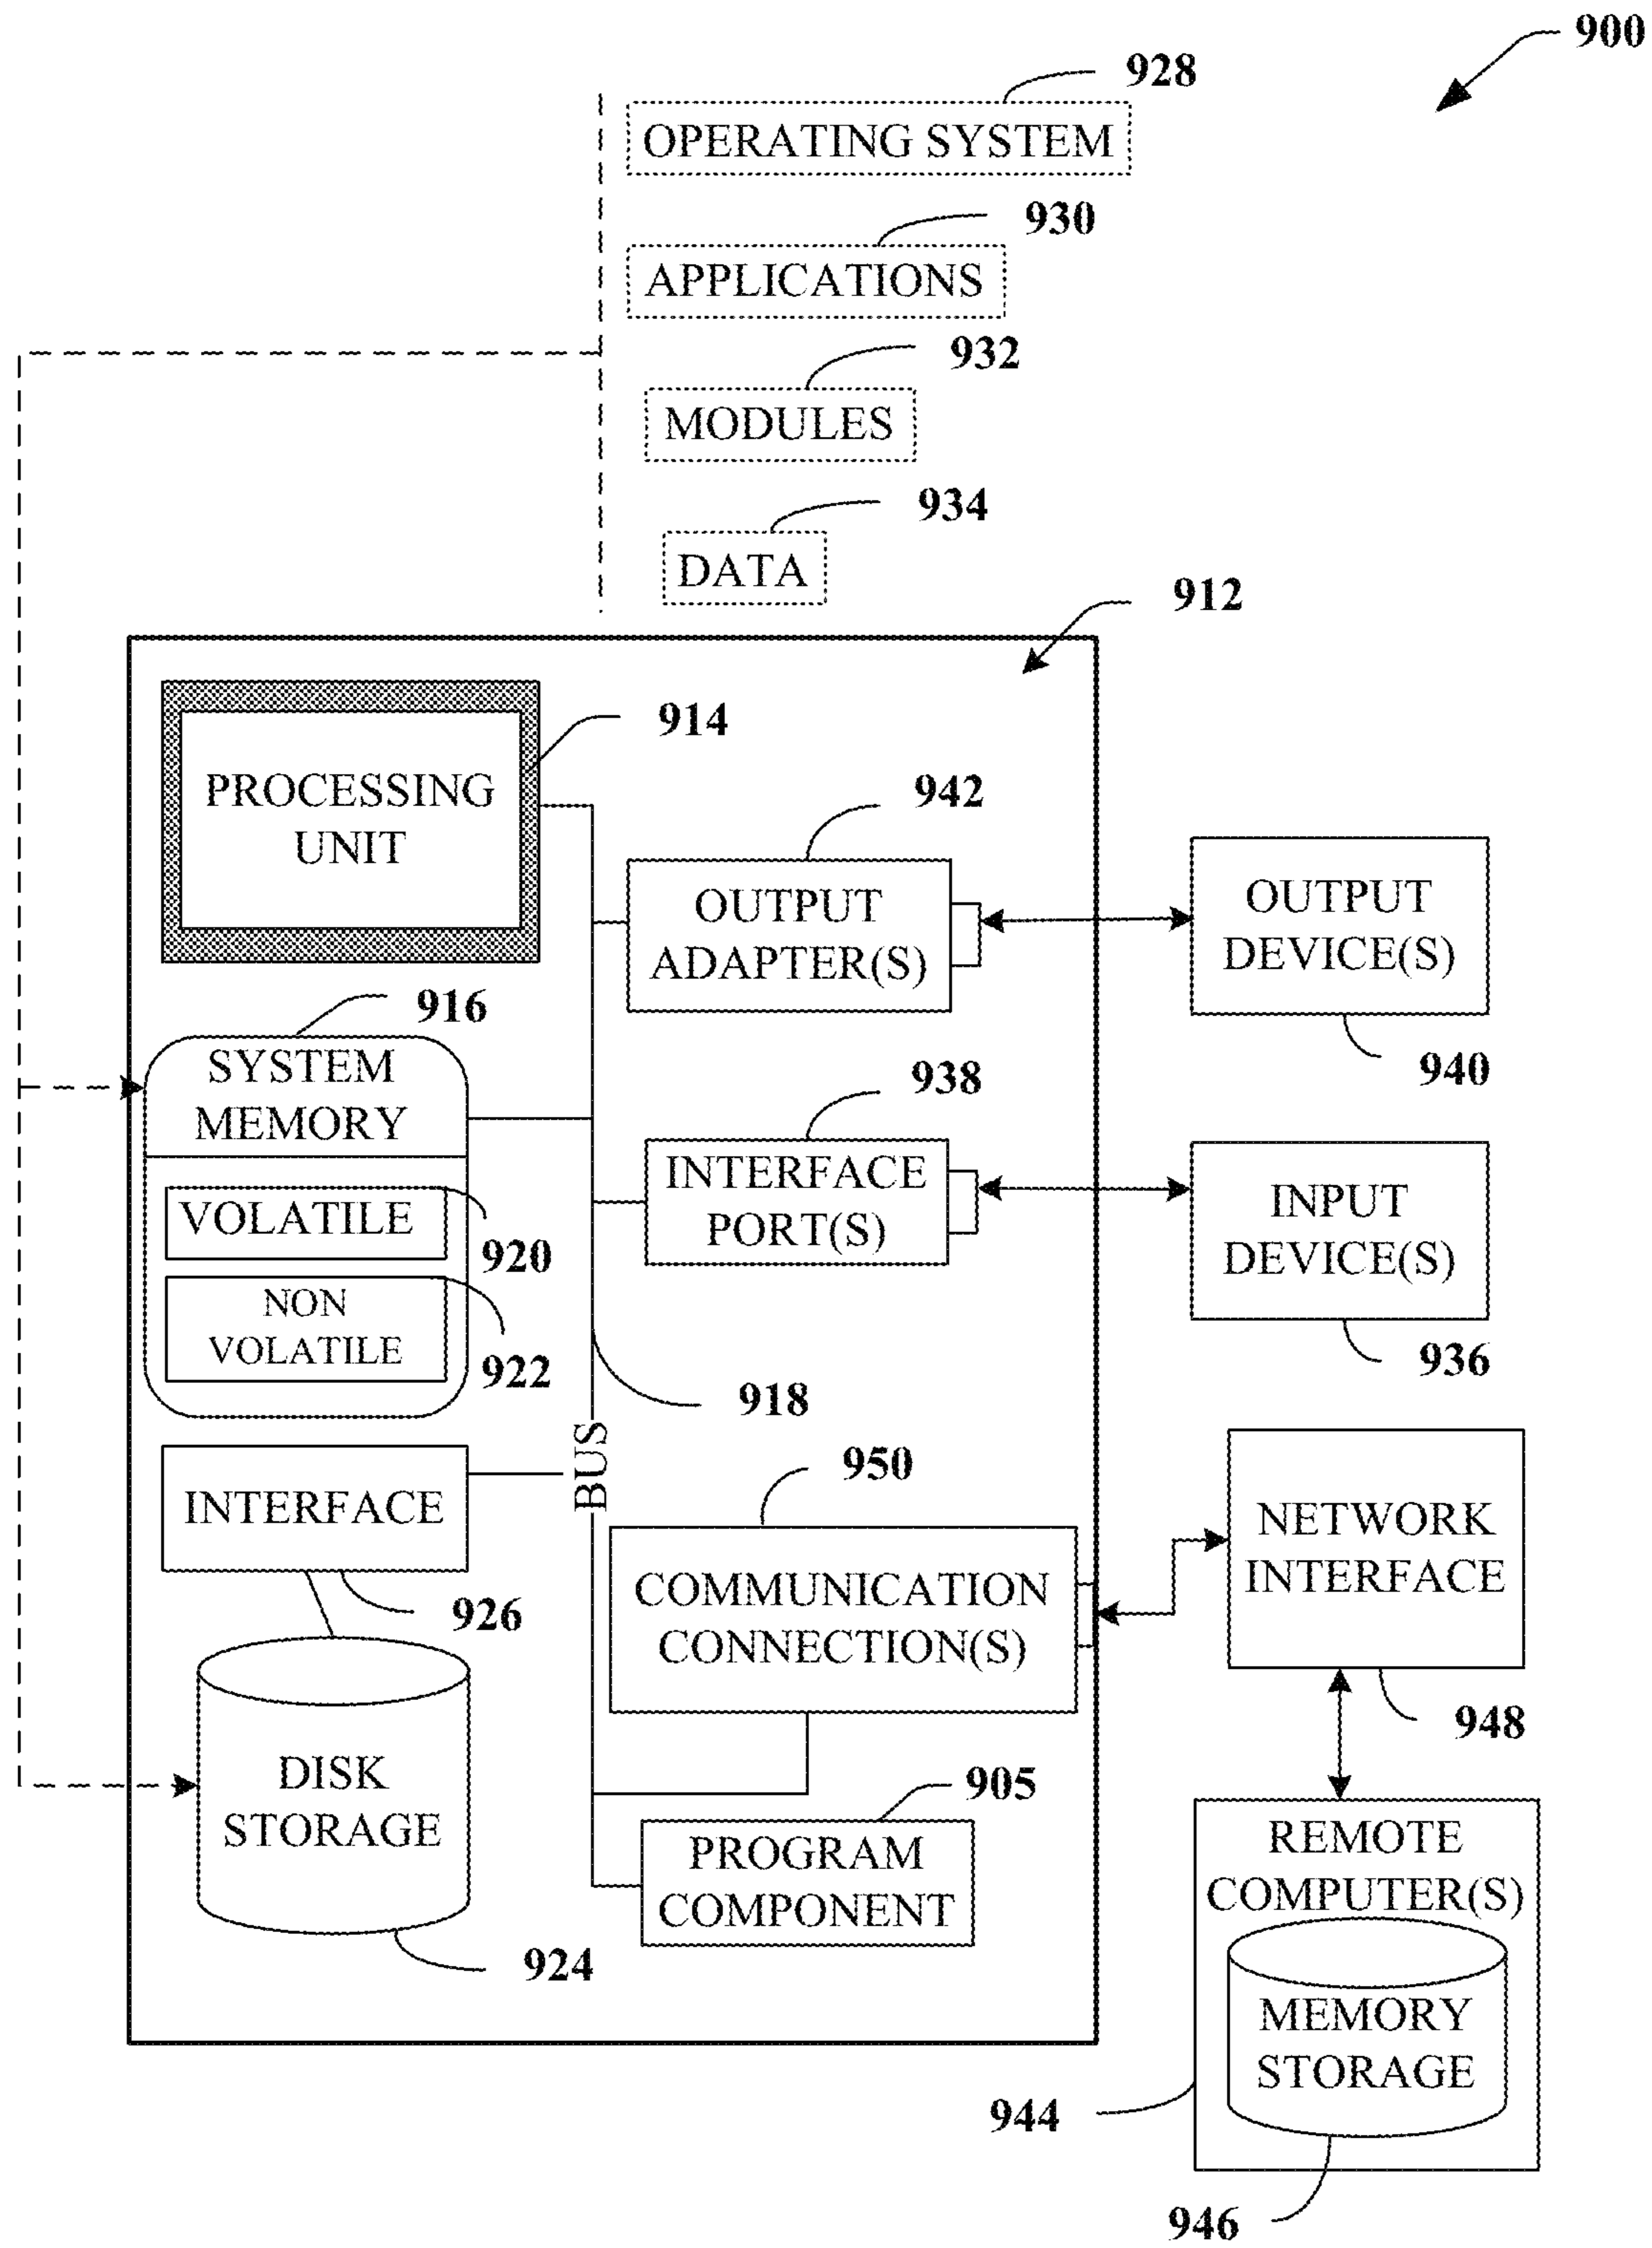 900
928
OPERATING SYSTEM
930
APPLICATIONS
932
MODULES
934
DATA
912
914
PROCESSING
UNIT
942
OUTPUT
ADAPTER(S)
OUTPUT
DEVICE(S)
940
916
SYSTEM
MEMORY
VOLATILE
920
NON
VOLATILE
922
938
INTERFACE
PORT(S)
INPUT
DEVICE(S)
936
918
BUS
INTERFACE
926
950
COMMUNICATION
CONNECTION(S)
NETWORK
INTERFACE
948
DISK
STORAGE
924
905
PROGRAM
COMPONENT
REMOTE
COMPUTER(S)
MEMORY
STORAGE
944
946